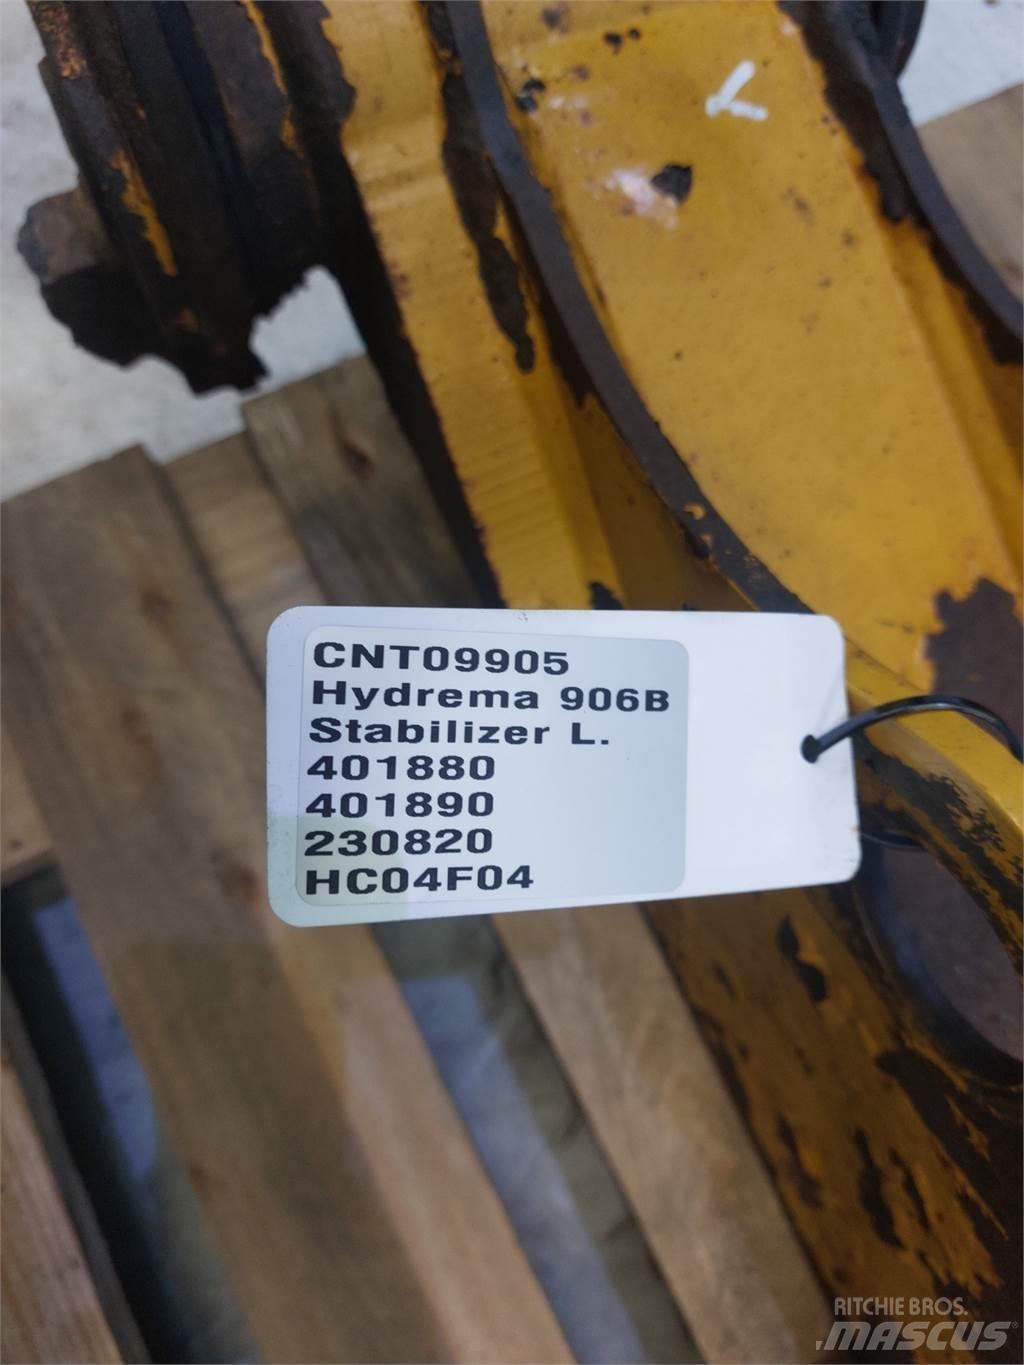 CNT09905
Hydrema 906B
Stabilizer L.
401880
401890
230820
HC04F04
L
RITCHIE BROS.
MASCUS